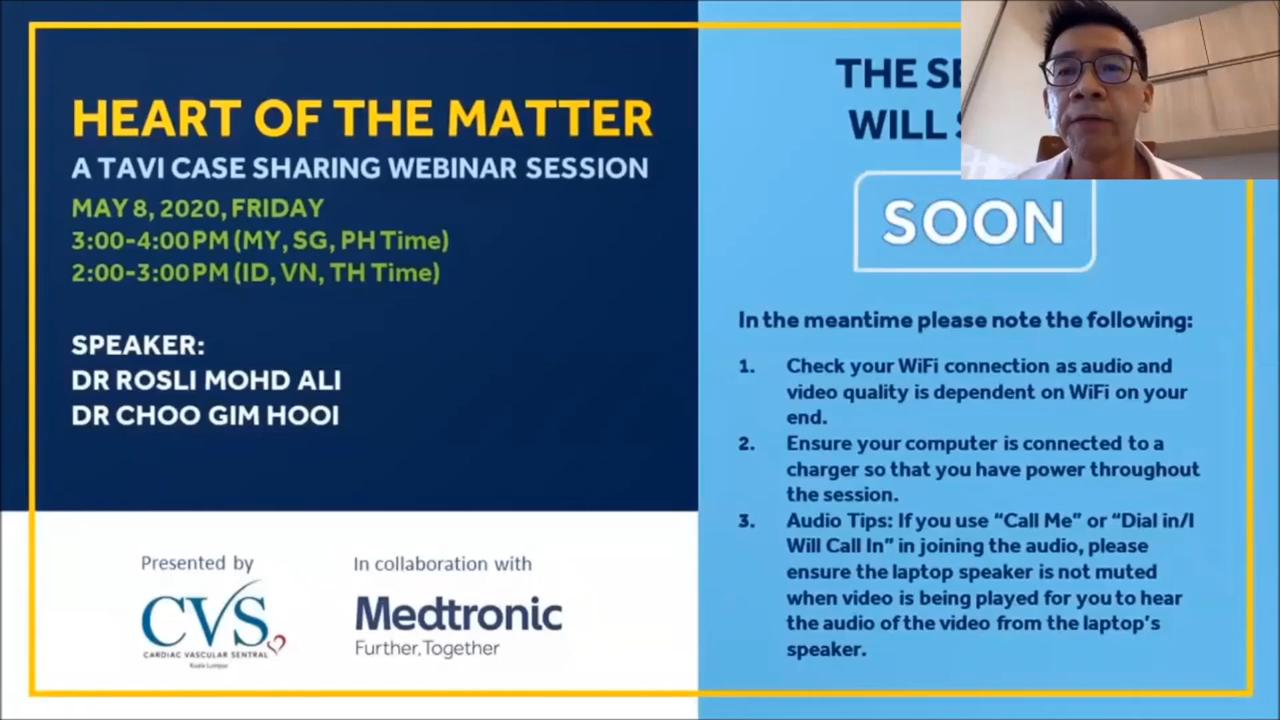 HEART OF THE MATTER
A TAVI CASE SHARING WEBINAR SESSION
MAY 8, 2020, FRIDAY
3:00-4:00PM (MY, SG, PH Time)
2:00-3:00PM (ID, VN, TH Time)
SPEAKER:
DR ROSLI MOHD ALI
DR CHOO GIM HOOI
Presented by
CVS
CARDIAC VASCULAR SENTRAL
Kuala Lumpur
In collaboration with
Medtronic
Further, Together
THE
WILL
SOON
In the meantime please note the following:
1. Check your WiFi connection as audio and
video quality is dependent on WiFi on your
end.
2. Ensure your computer is connected to a
charger so that you have power throughout
the session.
3. Audio Tips: If you use “Call Me” or “Dial in/I
Will Call In” in joining the audio, please
ensure the laptop speaker is not muted
when video is being played for you to hear
the audio of the video from the laptop’s
speaker.